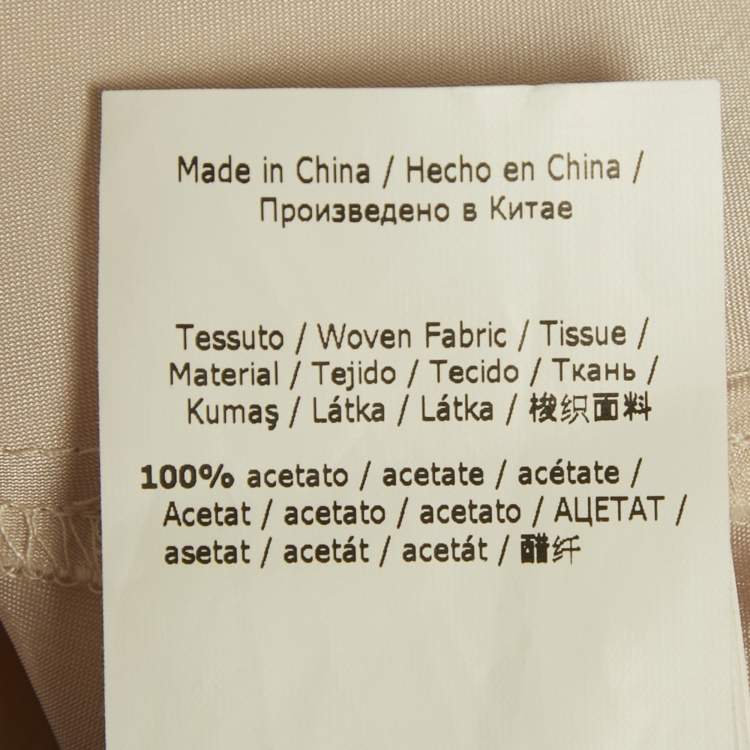 Made in China / Hecho en China /
Произведено в Китае
Tessuto / Woven Fabric / Tissue /
Material / Tejido / Tecido / Ткань /
Kumaş / Látka / Látka / 梭织面料
100% acetato / acetate / acétate /
Acetat / acetato / acetato / АЦЕТАТ /
asetat / acetát / acetát / 醋纤